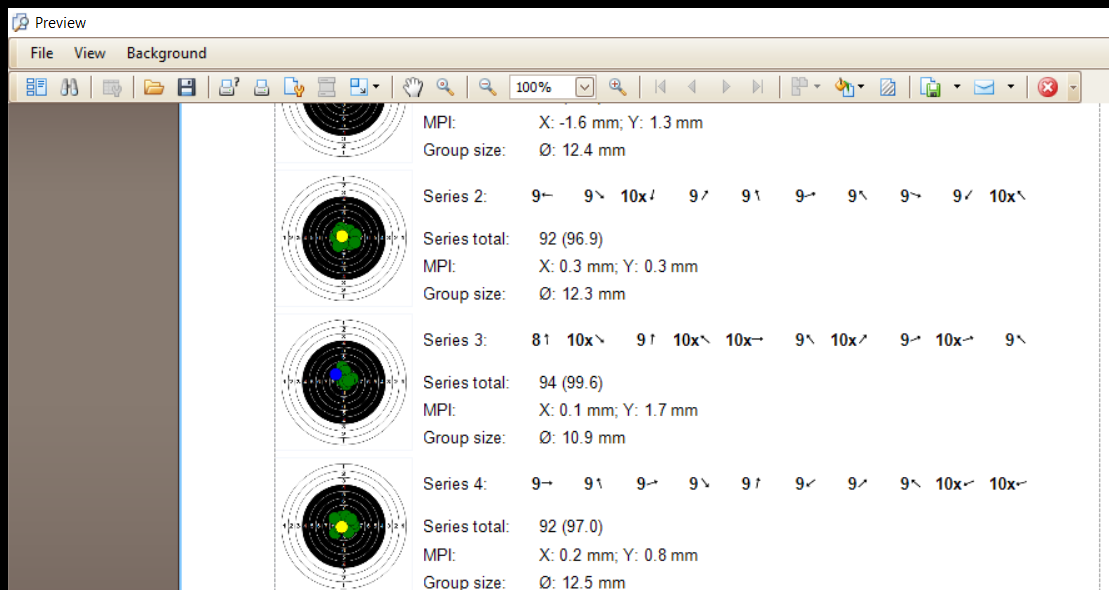 Preview
File View Background
100%
MPI: X: -1.6 mm; Y: 1.3 mm
Group size: Ø: 12.4 mm
Series 2: 9← 9↘ 10x↓ 9↗ 9↑ 9→ 9↖ 9→ 9↙ 10x↖
Series total: 92 (96.9)
MPI: X: 0.3 mm; Y: 0.3 mm
Group size: Ø: 12.3 mm
Series 3: 8↑ 10x↘ 9↑ 10x↖ 10x→ 9↖ 10x↗ 9→ 10x→ 9↖
Series total: 94 (99.6)
MPI: X: 0.1 mm; Y: 1.7 mm
Group size: Ø: 10.9 mm
Series 4: 9→ 9↑ 9→ 9↘ 9↑ 9↙ 9↗ 9↖ 10x← 10x←
Series total: 92 (97.0)
MPI: X: 0.2 mm; Y: 0.8 mm
Group size: Ø: 12.5 mm